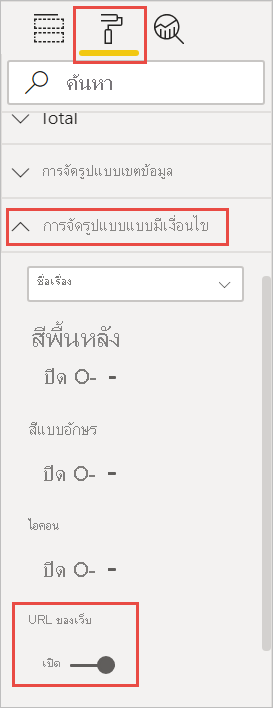 ค้นหา
Total
การจัดรูปแบบเขตข้อมูล
การจัดรูปแบบแบบมีเงื่อนไข
ชื่อเรื่อง
สีพื้นหลัง
ปิด O- -
สีแบบอักษร
ปิด O- -
ไอคอน
ปิด O- -
URL ของเว็บ
เปิด